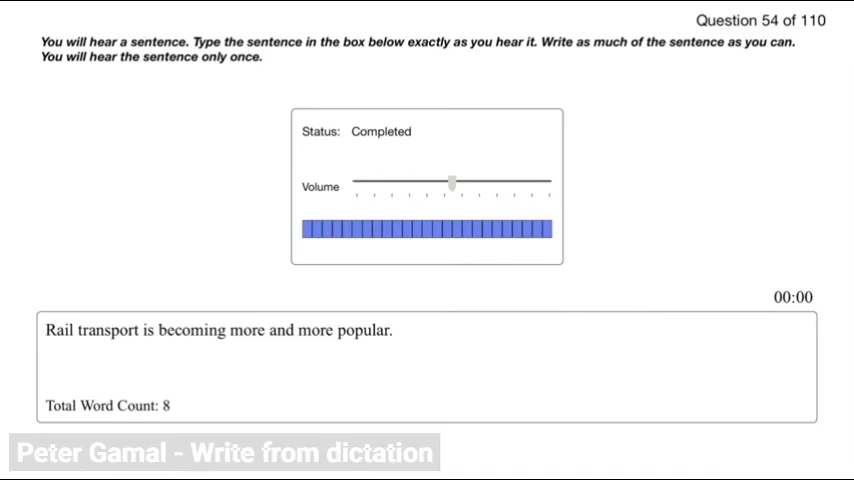 Question 54 of 110
You will hear a sentence. Type the sentence in the box below exactly as you hear it. Write as much of the sentence as you can.
You will hear the sentence only once.
Status: Completed
Volume
00:00
Rail transport is becoming more and more popular.
Total Word Count: 8
Peter Gamal - Write from dictation